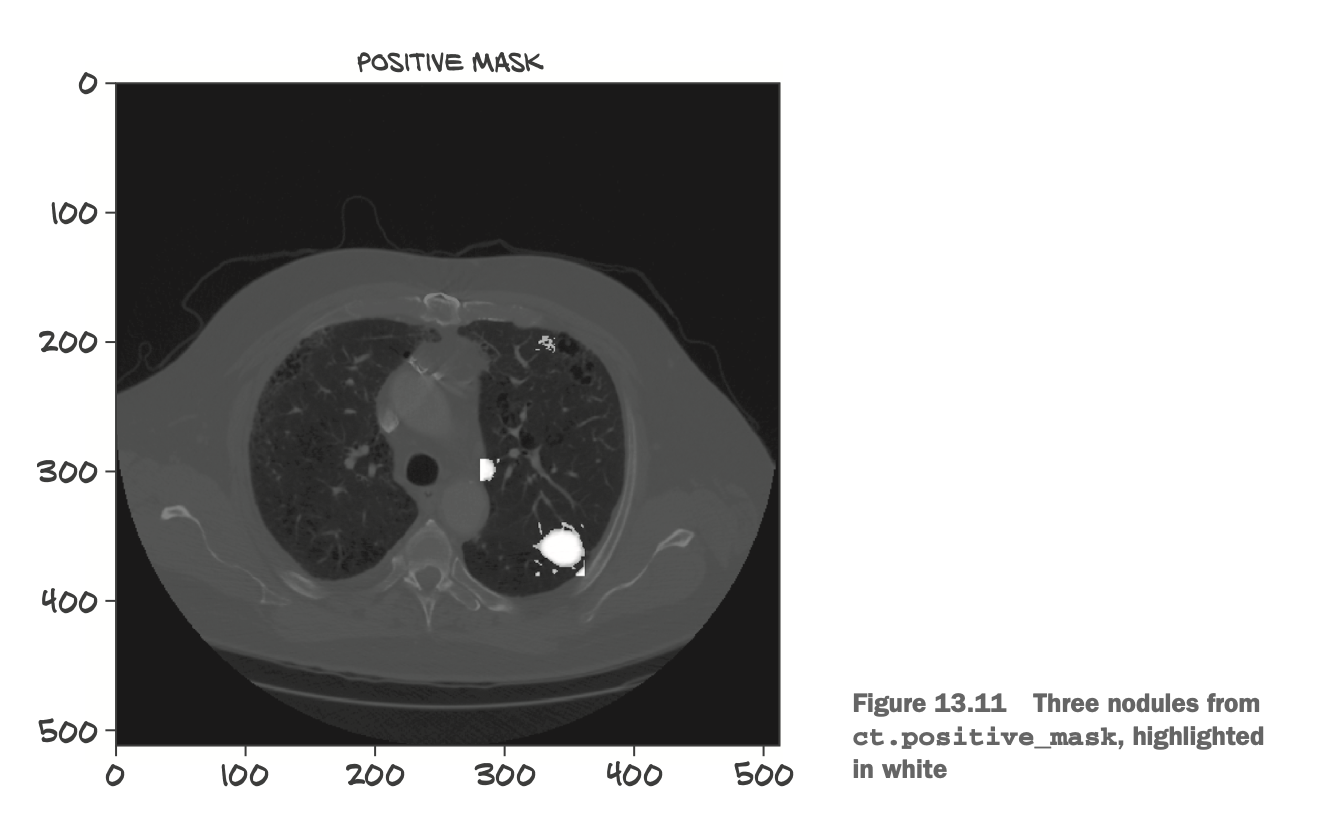 POSITIVE MASK
0
100
200
300
400
500
0 100 200 300 400 500
Figure 13.11 Three nodules from
ct.positive_mask, highlighted
in white